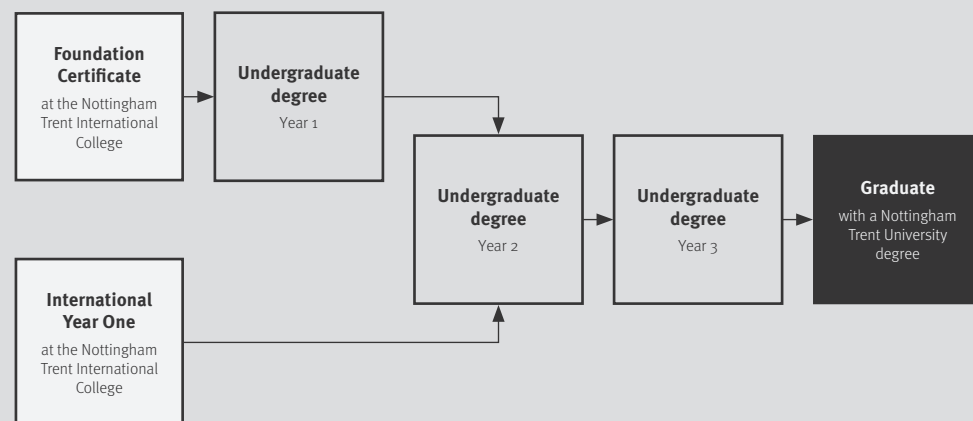 Foundation
Certificate
at the Nottingham
Trent International
College
Undergraduate
degree
Year 1
Undergraduate
degree
Year 2
Undergraduate
degree
Year 3
Graduate
with a Nottingham
Trent University
degree
International
Year One
at the Nottingham
Trent International
College